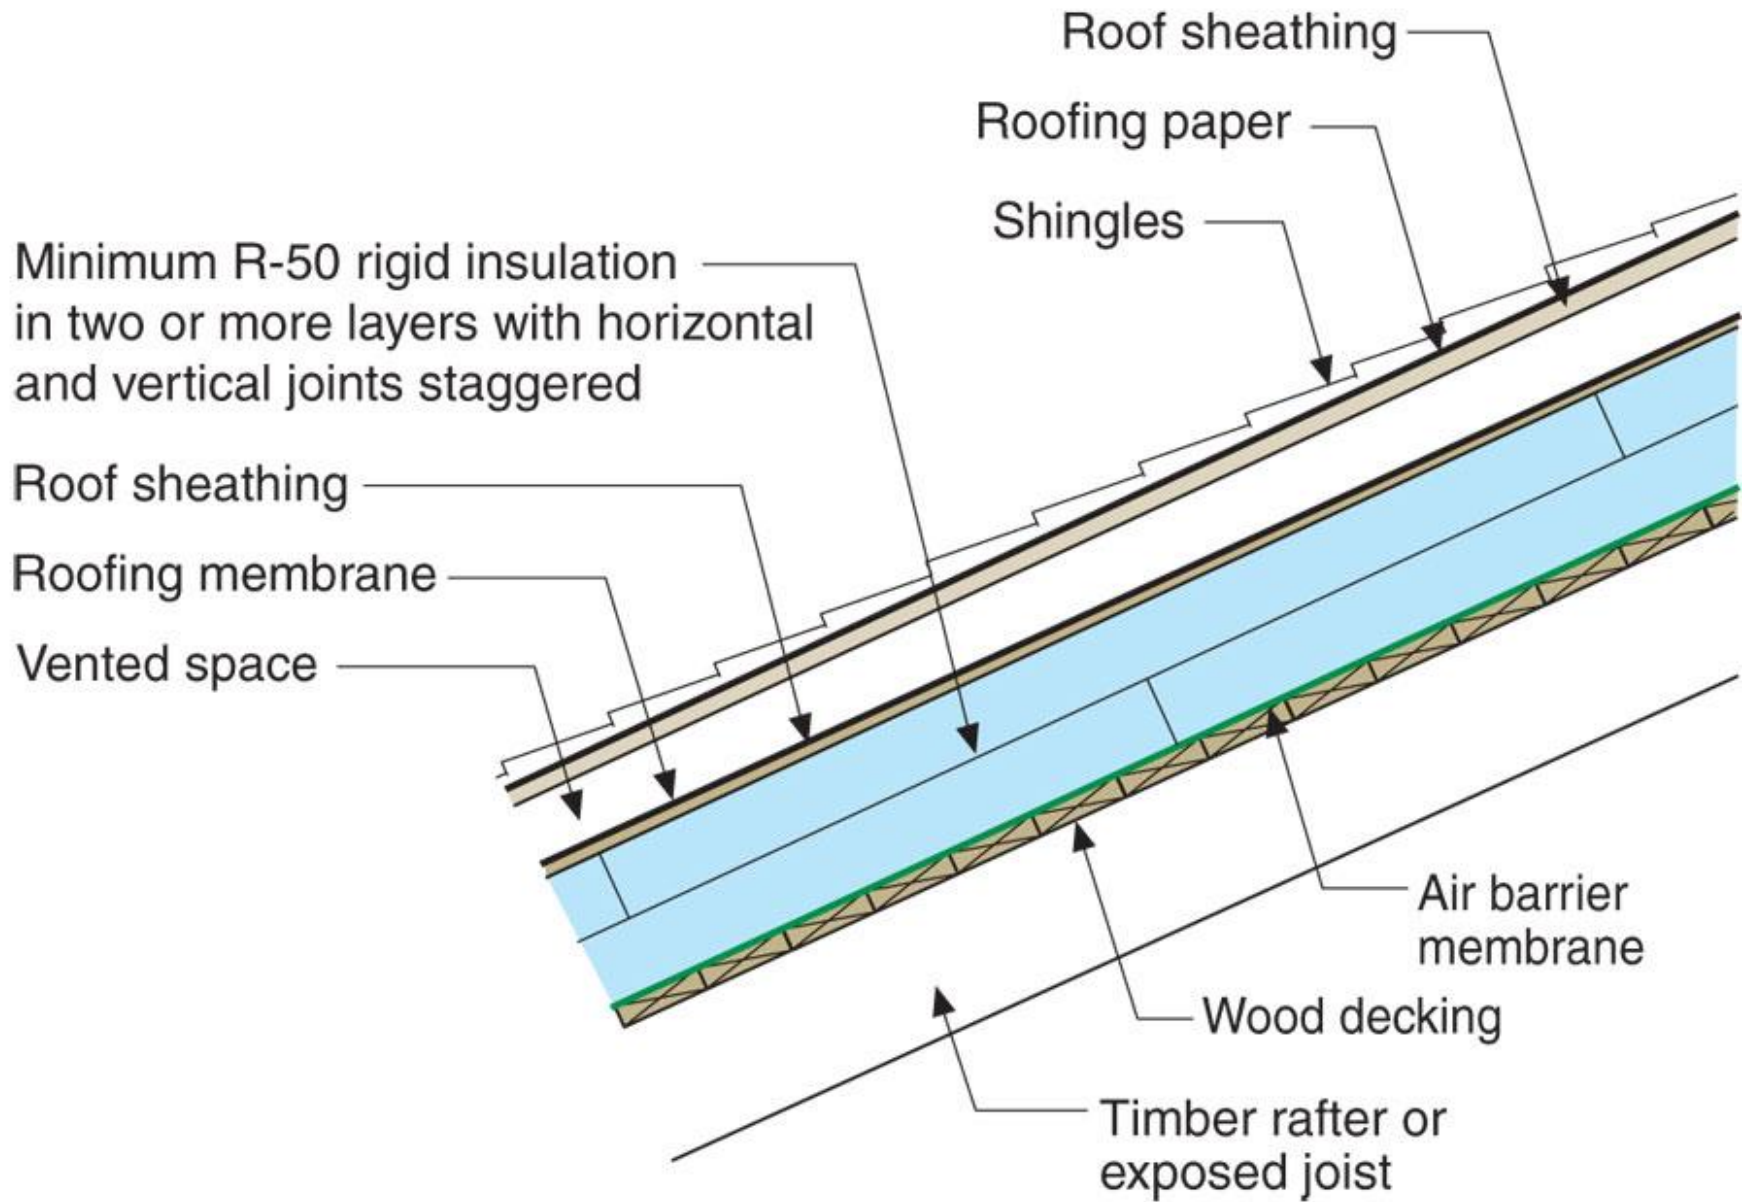 Roof sheathing
Roofing paper
Shingles
Minimum R-50 rigid insulation
in two or more layers with horizontal
and vertical joints staggered
Roof sheathing
Roofing membrane
Vented space
Air barrier
membrane
Wood decking
Timber rafter or
exposed joist